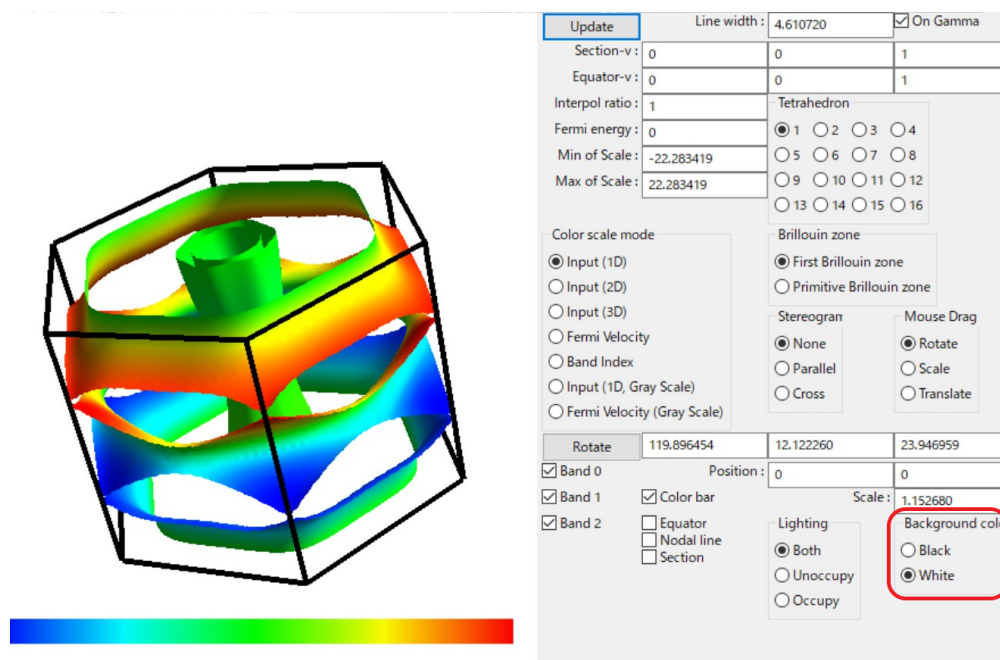 Update Line width : 4.610720 On Gamma
Section-v : 0 0 1
Equator-v : 0 0 1
Interpol ratio : 1
Fermi energy : 0
Min of Scale : -22.283419
Max of Scale : 22.283419
Tetrahedron
1 2 3 4
5 6 7 8
9 10 11 12
13 14 15 16
Color scale mode
Input (1D)
Input (2D)
Input (3D)
Fermi Velocity
Band Index
Input (1D, Gray Scale)
Fermi Velocity (Gray Scale)
Brillouin zone
First Brillouin zone
Primitive Brillouin zone
Stereogran
None
Parallel
Cross
Mouse Drag
Rotate
Scale
Translate
Rotate 119.896454 12.122260 23.946959
Band 0 Position : 0 0
Band 1 Color bar Scale : 1.152680
Band 2
Equator
Nodal line
Section
Lighting
Both
Unoccupy
Occupy
Background colo
Black
White